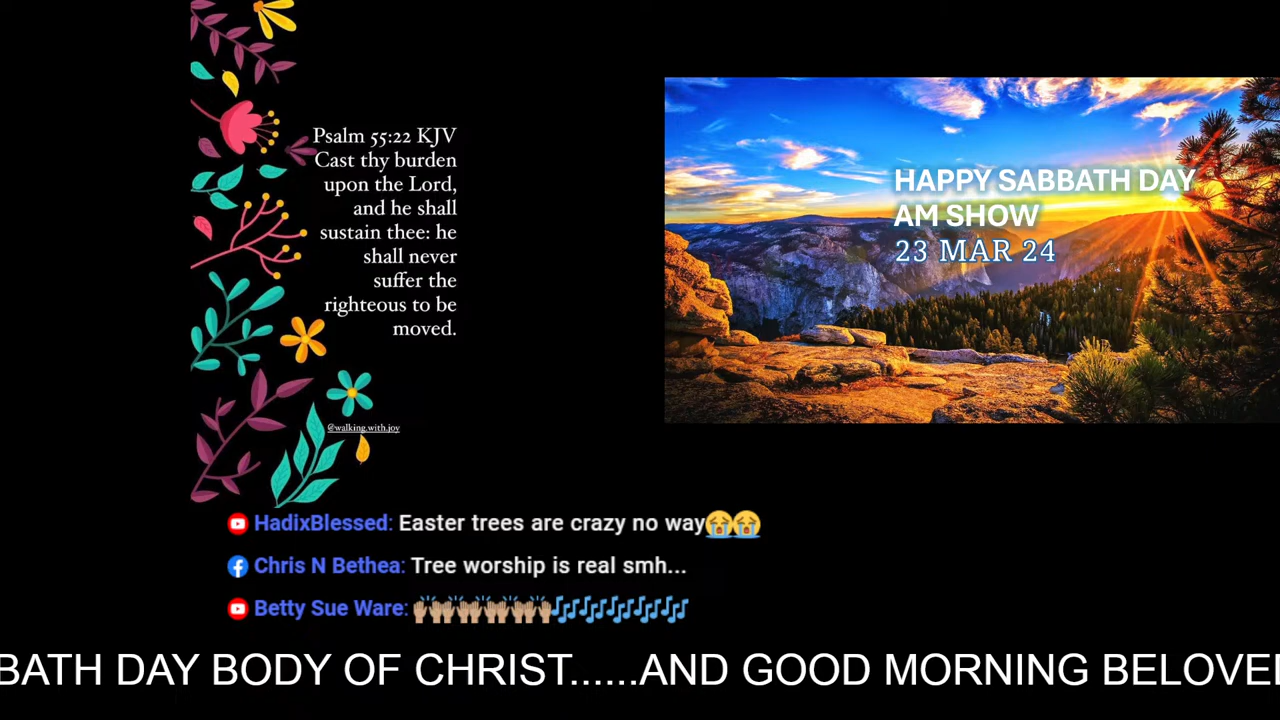 Psalm 55:22 KJV
Cast thy burden
upon the Lord,
and he shall
sustain thee: he
shall never
suffer the
righteous to be
moved.
@walking.with.joy
HAPPY SABBATH DAY
AM SHOW
23 MAR 24
HadixBlessed: Easter trees are crazy no way😭😭
Chris N Bethea: Tree worship is real smh...
Betty Sue Ware: 🙌🏼🙌🏼🙌🏼🙌🏼🙌🏼🎶🎶🎶🎶🎶
BATH DAY BODY OF CHRIST......AND GOOD MORNING BELOVE